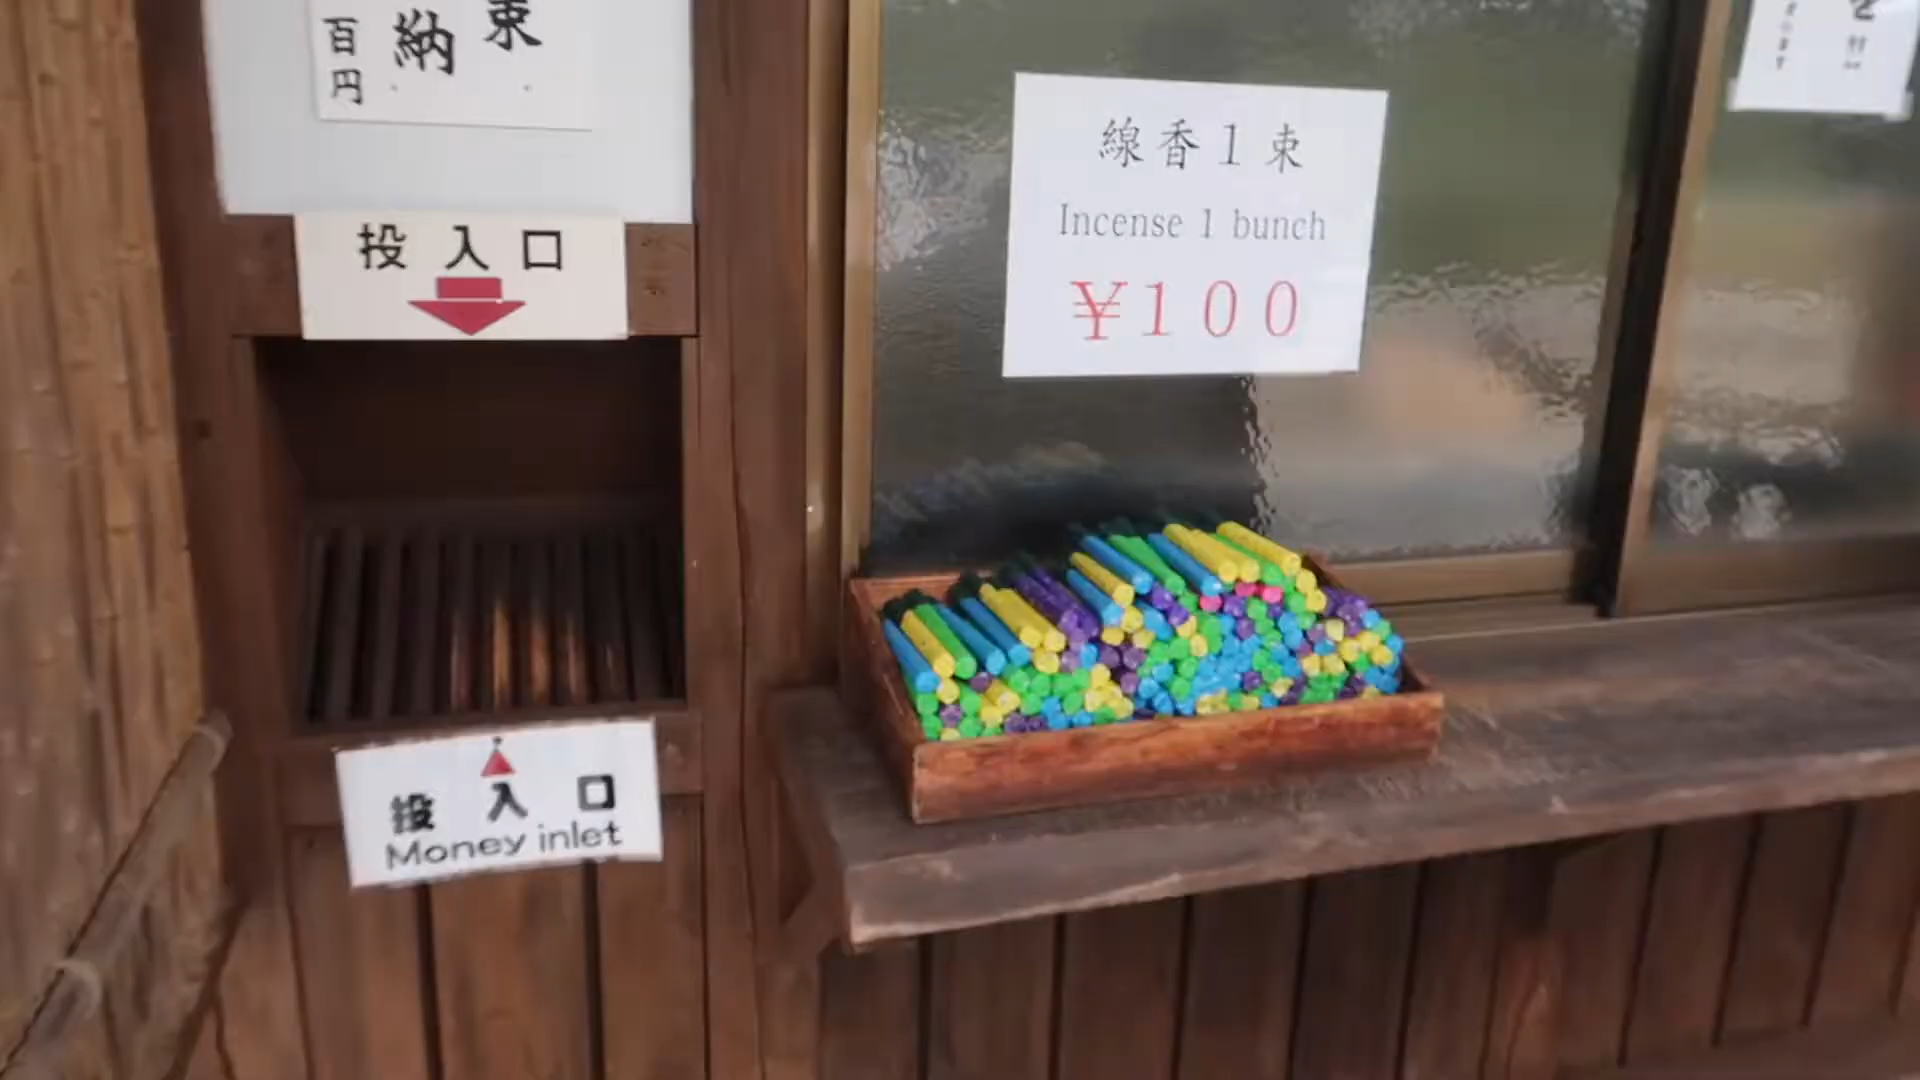 束
納
百円
投入口
投入口
Money inlet
線香1束
Incense 1 bunch
¥100